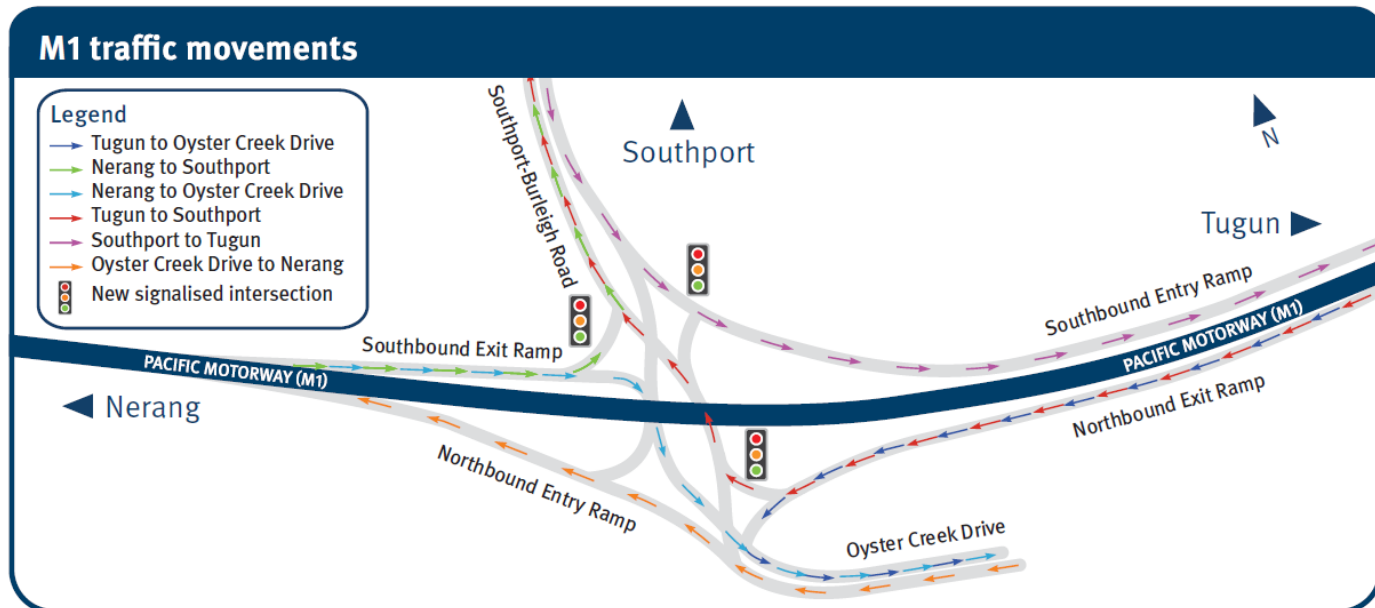 M1 traffic movements
Legend
Tugun to Oyster Creek Drive
Nerang to Southport
Nerang to Oyster Creek Drive
Tugun to Southport
Southport to Tugun
Oyster Creek Drive to Nerang
New signalised intersection
Southport-Burleigh Road
Southport
N
Tugun
Southbound Entry Ramp
PACIFIC MOTORWAY (M1)
Southbound Exit Ramp
PACIFIC MOTORWAY (M1)
Nerang
Northbound Exit Ramp
Northbound Entry Ramp
Oyster Creek Drive